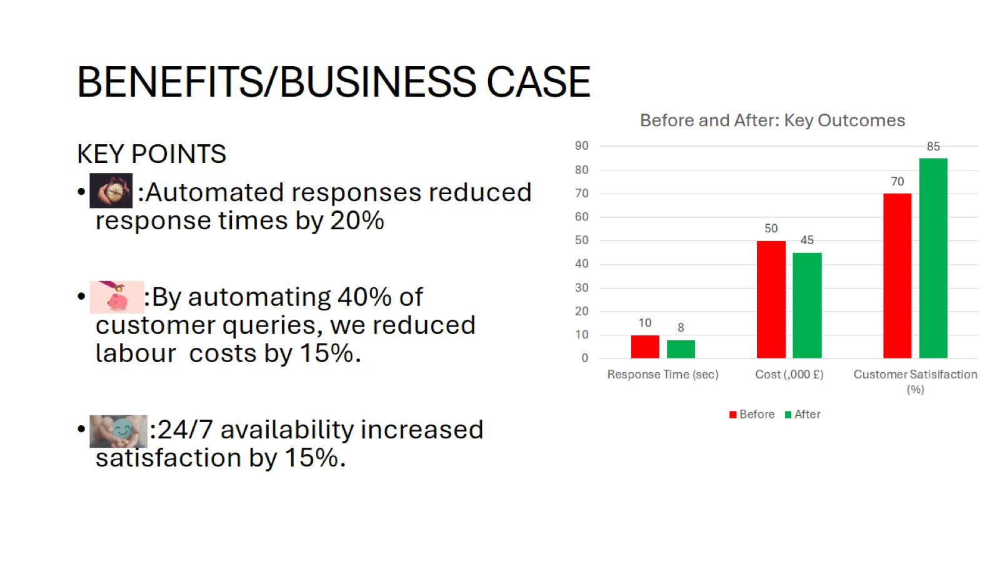 BENEFITS/BUSINESS CASE
KEY POINTS
• :Automated responses reduced
response times by 20%
• :By automating 40% of
customer queries, we reduced
labour  costs by 15%.
• :24/7 availability increased
satisfaction by 15%.
Before and After: Key Outcomes
90
80
70
60
50
40
30
20
10
0
10
8
50
45
70
85
Response Time (sec)
Cost (,000 £)
Customer Satisifaction
(%)
Before
After